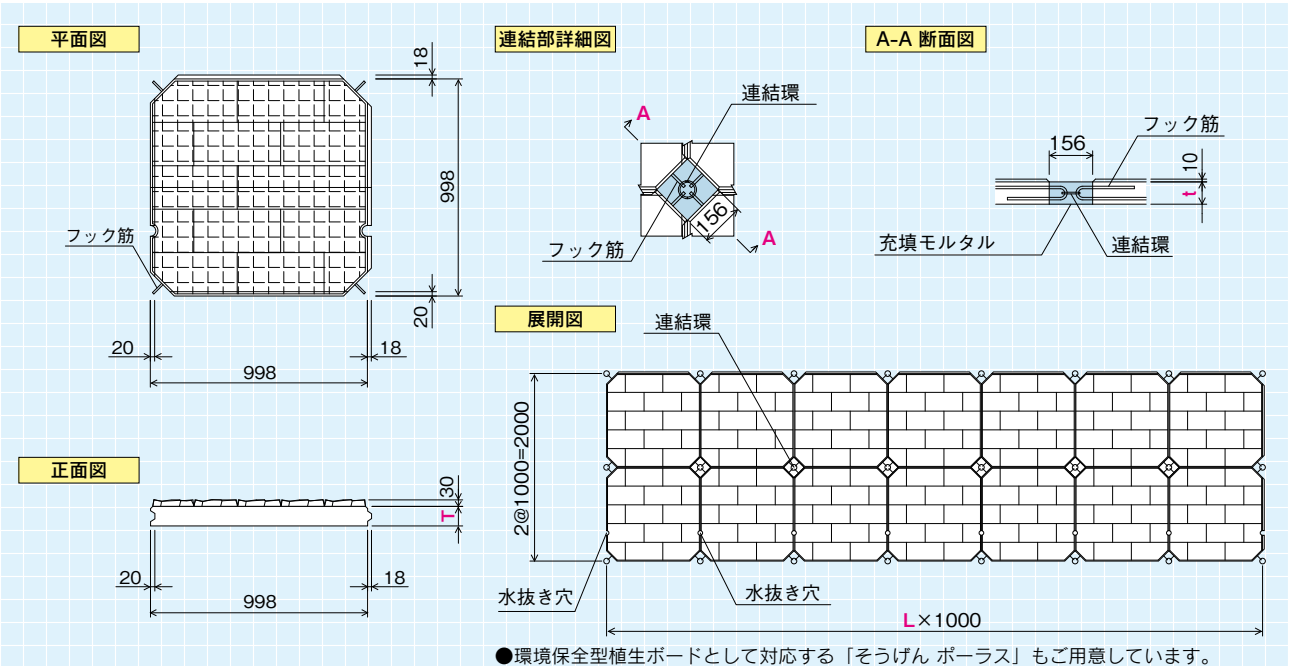 平面図
18
998
フック筋
20
20
18
998
正面図
30
T
20
18
998
連結部詳細図
連結環
A
156
フック筋
A
A-A 断面図
フック筋
156
10
t
充填モルタル
連結環
展開図
連結環
2@1000=2000
水抜き穴
水抜き穴
L×1000
●環境保全型植生ボードとして対応する「そうげん ポーラス」もご用意しています。